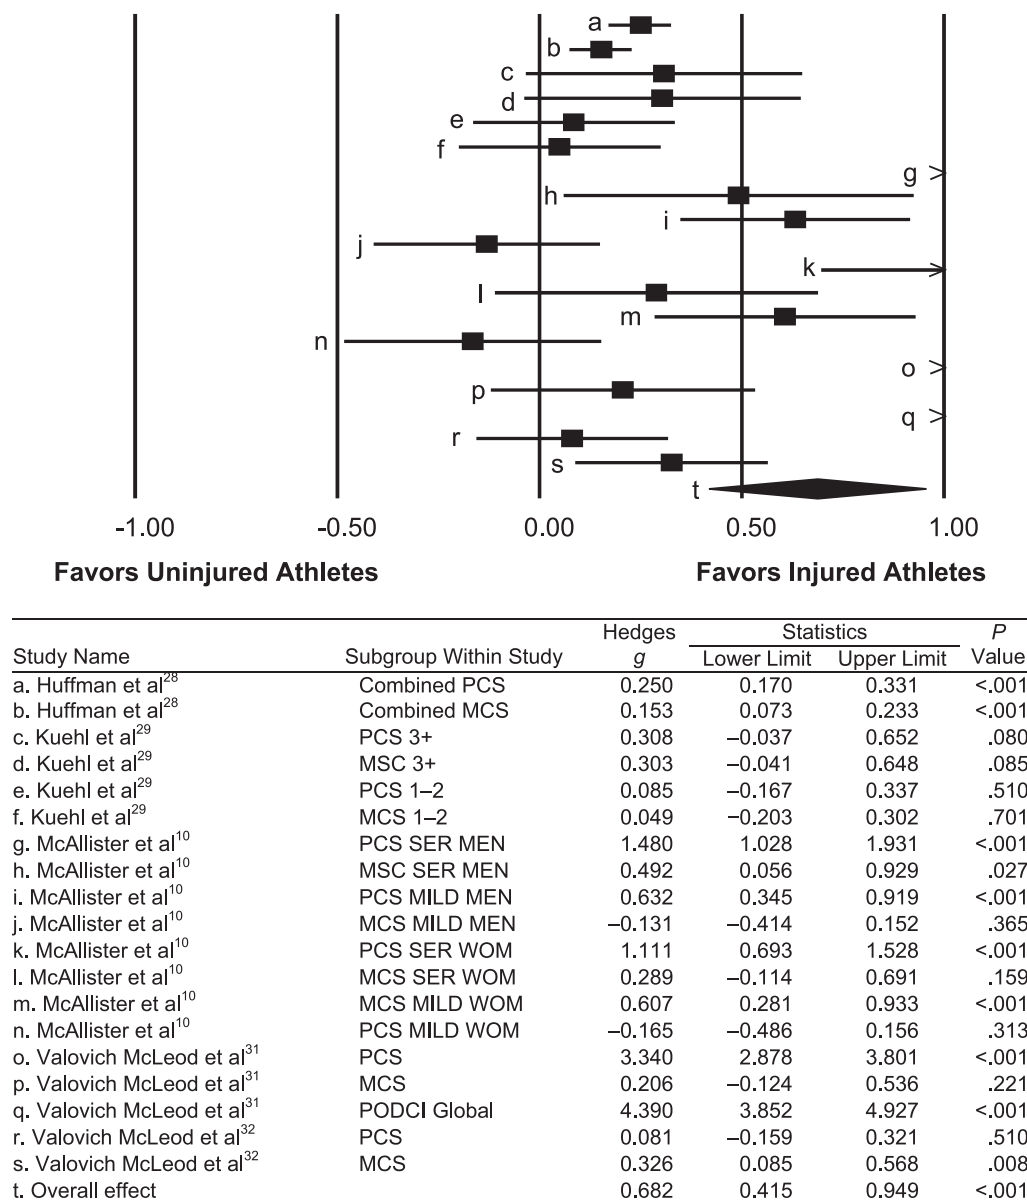 a
b
c
d
e
f
g >
h
i
j
k >
l
m
n
o >
p
q >
r
s
t
-1.00 -0.50 0.00 0.50 1.00
Favors Uninjured Athletes Favors Injured Athletes
Hedges Statistics P
Study Name Subgroup Within Study g Lower Limit Upper Limit Value
a. Huffman et al28 Combined PCS 0.250 0.170 0.331 <.001
b. Huffman et al28 Combined MCS 0.153 0.073 0.233 <.001
c. Kuehl et al29 PCS 3+ 0.308 –0.037 0.652 .080
d. Kuehl et al29 MSC 3+ 0.303 –0.041 0.648 .085
e. Kuehl et al29 PCS 1–2 0.085 –0.167 0.337 .510
f. Kuehl et al29 MCS 1–2 0.049 –0.203 0.302 .701
g. McAllister et al10 PCS SER MEN 1.480 1.028 1.931 <.001
h. McAllister et al10 MSC SER MEN 0.492 0.056 0.929 .027
i. McAllister et al10 PCS MILD MEN 0.632 0.345 0.919 <.001
j. McAllister et al10 MCS MILD MEN –0.131 –0.414 0.152 .365
k. McAllister et al10 PCS SER WOM 1.111 0.693 1.528 <.001
l. McAllister et al10 MCS SER WOM 0.289 –0.114 0.691 .159
m. McAllister et al10 MCS MILD WOM 0.607 0.281 0.933 <.001
n. McAllister et al10 PCS MILD WOM –0.165 –0.486 0.156 .313
o. Valovich McLeod et al31 PCS 3.340 2.878 3.801 <.001
p. Valovich McLeod et al31 MCS 0.206 –0.124 0.536 .221
q. Valovich McLeod et al31 PODCI Global 4.390 3.852 4.927 <.001
r. Valovich McLeod et al32 PCS 0.081 –0.159 0.321 .510
s. Valovich McLeod et al32 MCS 0.326 0.085 0.568 .008
t. Overall effect 0.682 0.415 0.949 <.001